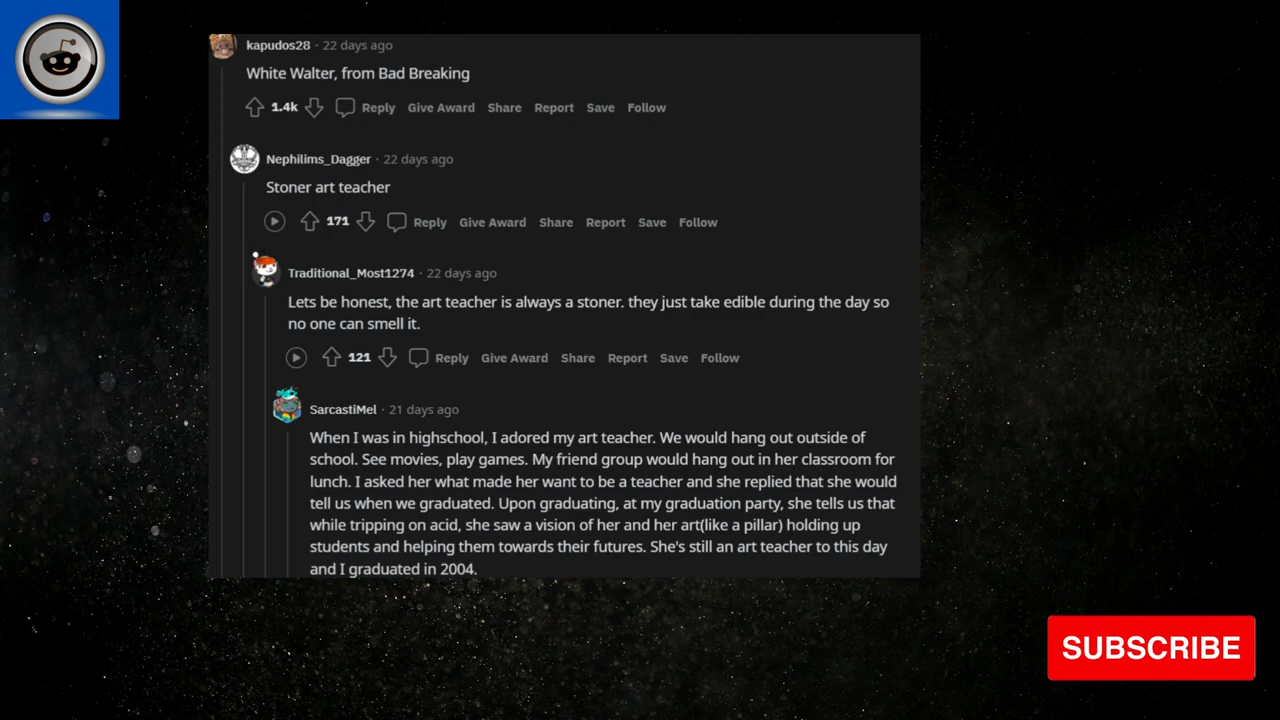 kapudos28 · 22 days ago
White Walter, from Bad Breaking
1.4k Reply Give Award Share Report Save Follow
Nephilims_Dagger · 22 days ago
Stoner art teacher
171 Reply Give Award Share Report Save Follow
Traditional_Most1274 · 22 days ago
Lets be honest, the art teacher is always a stoner. they just take edible during the day so
no one can smell it.
121 Reply Give Award Share Report Save Follow
SarcastiMel · 21 days ago
When I was in highschool, I adored my art teacher. We would hang out outside of
school. See movies, play games. My friend group would hang out in her classroom for
lunch. I asked her what made her want to be a teacher and she replied that she would
tell us when we graduated. Upon graduating, at my graduation party, she tells us that
while tripping on acid, she saw a vision of her and her art(like a pillar) holding up
students and helping them towards their futures. She's still an art teacher to this day
and I graduated in 2004.
SUBSCRIBE